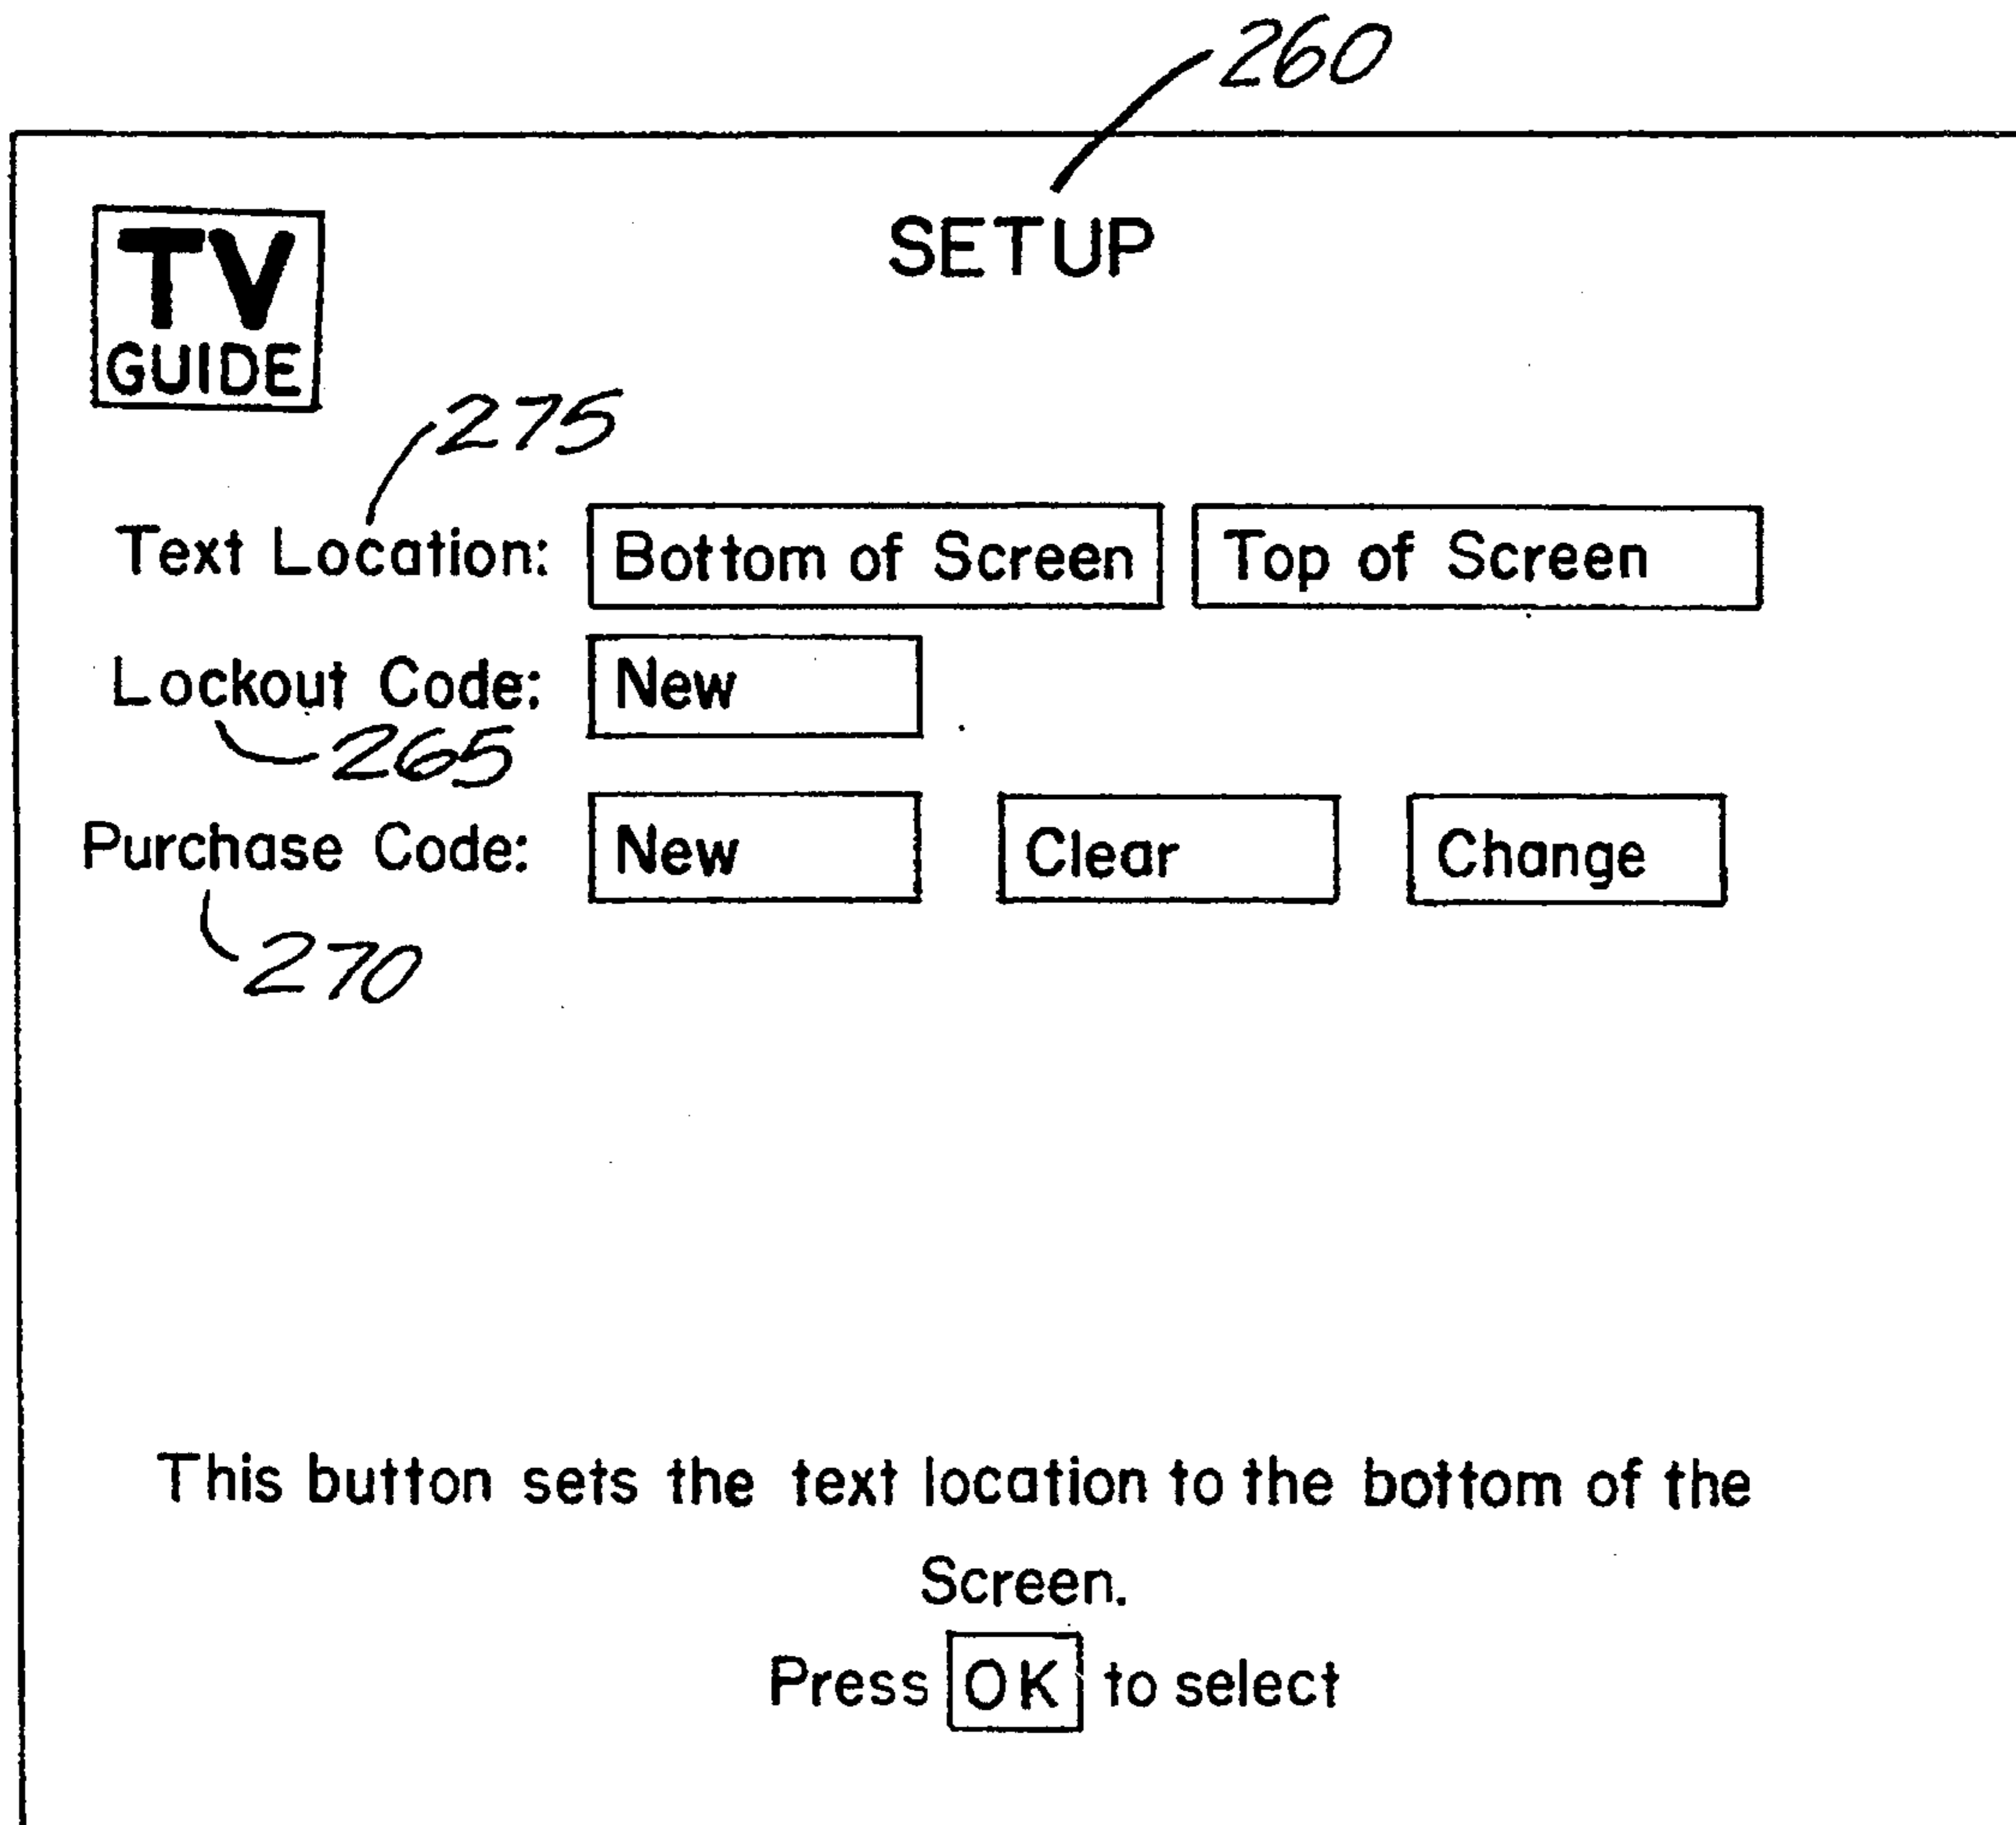 260
SETUP
TV
GUIDE
275
Text Location: Bottom of Screen Top of Screen
Lockout Code: New
265
Purchase Code: New Clear Change
270
This button sets the text location to the bottom of the
Screen.
Press OK to select